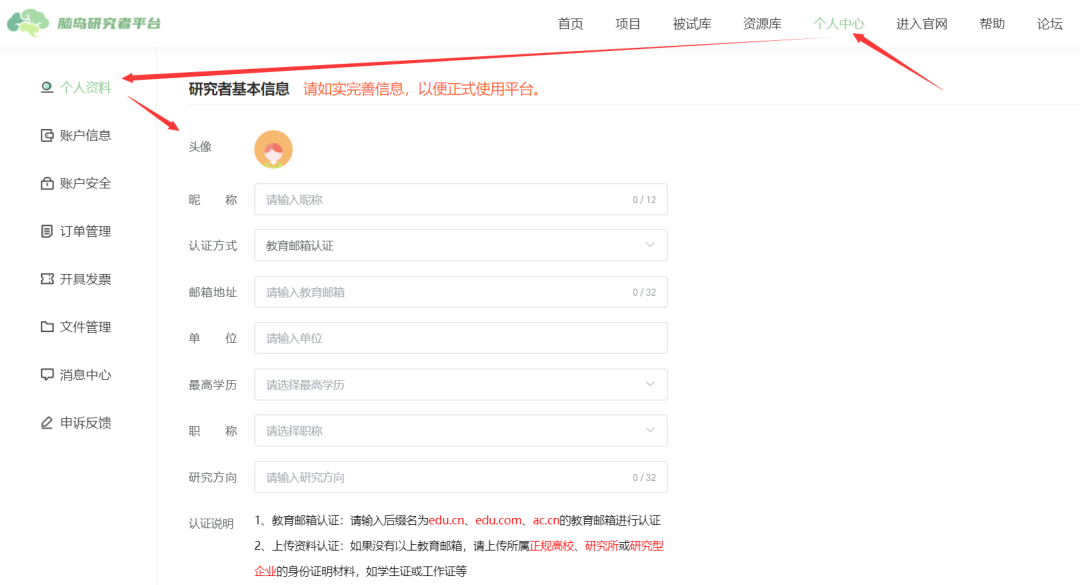 脑岛研究者平台
首页 项目 被试库 资源库 个人中心 进入官网 帮助 论坛
个人资料
账户信息
账户安全
订单管理
开具发票
文件管理
消息中心
申诉反馈
研究者基本信息 请如实完善信息，以便正式使用平台。
头像
昵 称 请输入昵称 0 / 12
认证方式 教育邮箱认证
邮箱地址 请输入教育邮箱 0 / 32
单 位 请输入单位
最高学历 请选择最高学历
职 称 请选择职称
研究方向 请输入研究方向 0 / 32
认证说明 1、教育邮箱认证：请输入后缀名为edu.cn、edu.com、ac.cn的教育邮箱进行认证
2、上传资料认证：如果没有以上教育邮箱，请上传所属正规高校、研究所或研究型
企业的身份证明材料，如学生证或工作证等